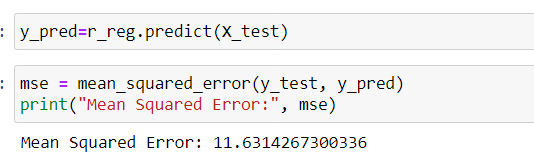 : y_pred=r_reg.predict(X_test)
: mse = mean_squared_error(y_test, y_pred)
print("Mean Squared Error:", mse)
Mean Squared Error: 11.6314267300336